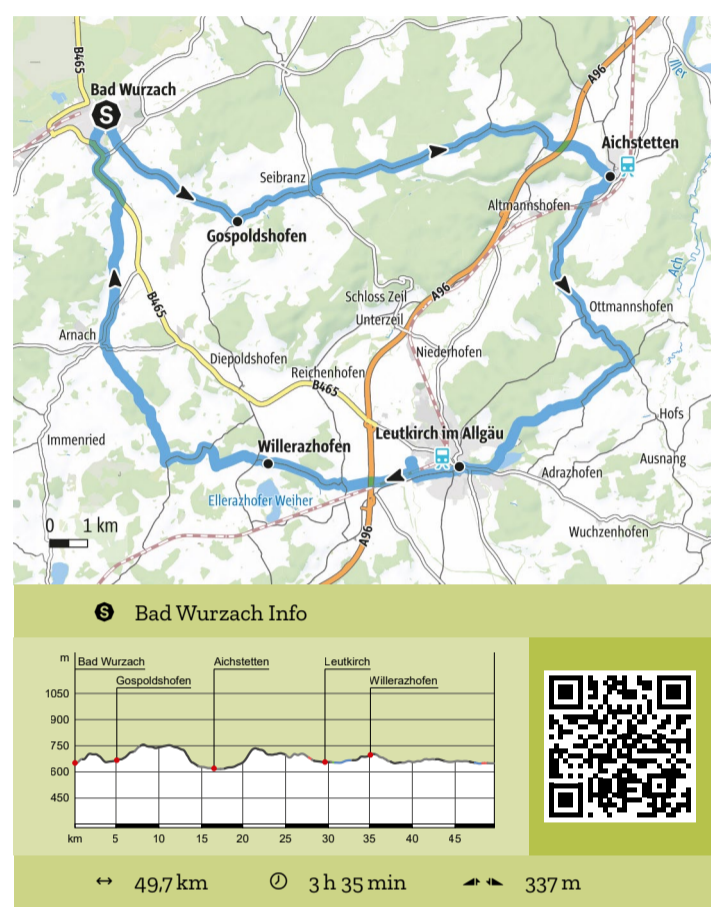 B465
A96
Iller
Bad Wurzach
S
Aichstetten
Seibranz
Altmannshofen
Gospoldshofen
Ach
Schloss Zeil
A96
B465
Ottmannshofen
Unterzeil
Arnach
Niederhofen
Diepoldshofen
Reichenhofen
B465
Hofs
Leutkirch im Allgäu
Immenried
Willerazhofen
Ausnang
Adrazhofen
Ellerazhofer Weiher
0 1 km
A96
Wuchzenhofen
S Bad Wurzach Info
m
Bad Wurzach Aichstetten Leutkirch
Gospoldshofen Willerazhofen
1050
900
750
600
450
km 5 10 15 20 25 30 35 40 45
49,7 km 3 h 35 min 337 m